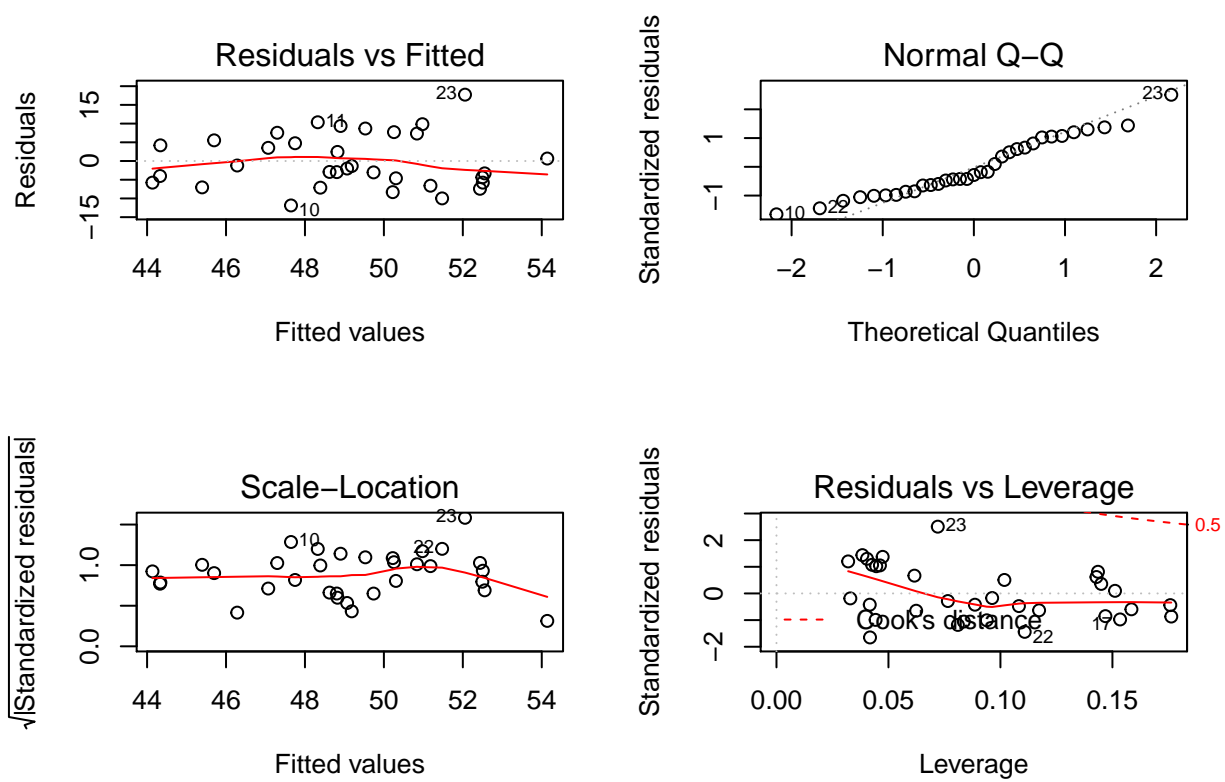 Residuals vs Fitted
Residuals
15
0
−15
23
11
10
44 46 48 50 52 54
Fitted values
Normal Q−Q
Standardized residuals
1
−1
23
22
10
−2 −1 0 1 2
Theoretical Quantiles
Scale−Location
√|Standardized residuals|
1.0
0.0
23
10
22
44 46 48 50 52 54
Fitted values
Residuals vs Leverage
Standardized residuals
2
0
−2
23
0.5
Cook's distance
17
22
0.00 0.05 0.10 0.15
Leverage